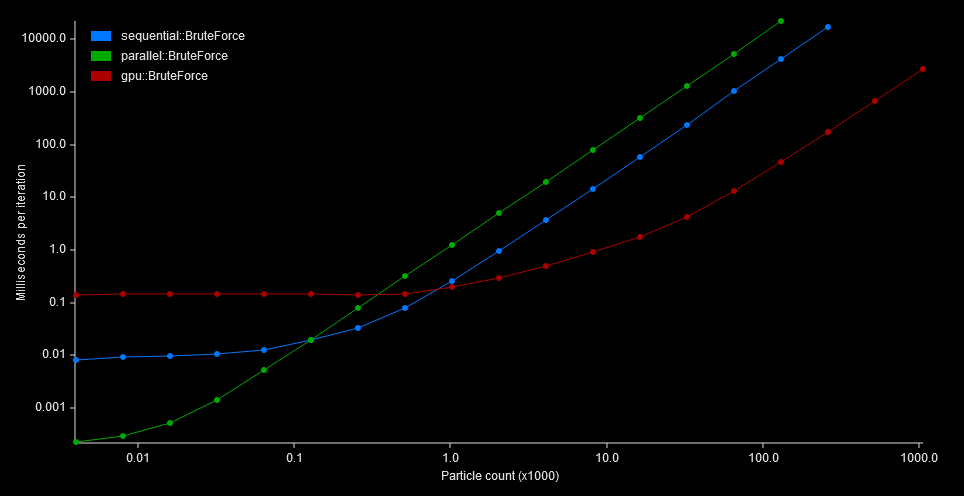 sequential::BruteForce
parallel::BruteForce
gpu::BruteForce
Milliseconds per iteration
10000.0
1000.0
100.0
10.0
1.0
0.1
0.01
0.001
0.01 0.1 1.0 10.0 100.0 1000.0
Particle count (x1000)